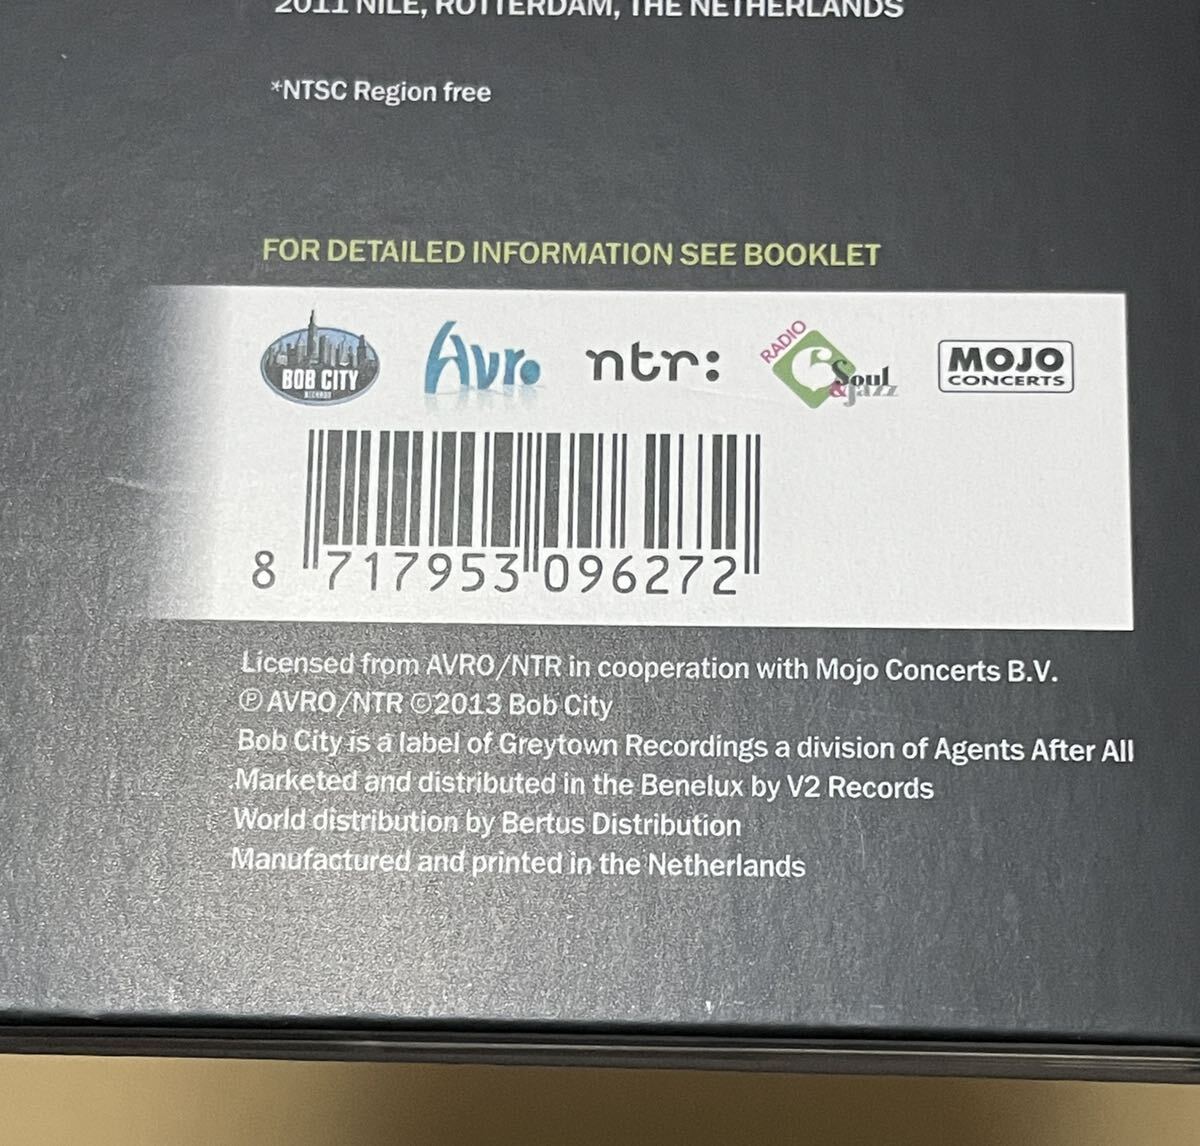 2011 NILE, ROTTERDAM, THE NETHERLANDS
*NTSC Region free
FOR DETAILED INFORMATION SEE BOOKLET
BOB CITY
RECORDS
Avro
ntr:
RADIO
6
Soul
&Jazz
MOJO
CONCERTS
8 717953 096272
Licensed from AVRO/NTR in cooperation with Mojo Concerts B.V.
℗ AVRO/NTR ©2013 Bob City
Bob City is a label of Greytown Recordings a division of Agents After All
Marketed and distributed in the Benelux by V2 Records
World distribution by Bertus Distribution
Manufactured and printed in the Netherlands